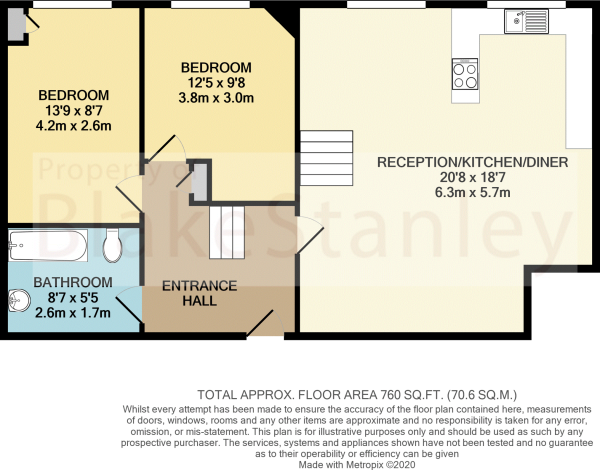 BEDROOM
13'9 x 8'7
4.2m x 2.6m
BEDROOM
12'5 x 9'8
3.8m x 3.0m
RECEPTION/KITCHEN/DINER
20'8 x 18'7
6.3m x 5.7m
Property of
BlakeStanley
BATHROOM
8'7 x 5'5
2.6m x 1.7m
ENTRANCE
HALL
TOTAL APPROX. FLOOR AREA 760 SQ.FT. (70.6 SQ.M.)
Whilst every attempt has been made to ensure the accuracy of the floor plan contained here, measurements
of doors, windows, rooms and any other items are approximate and no responsibility is taken for any error,
omission, or mis-statement. This plan is for illustrative purposes only and should be used as such by any
prospective purchaser. The services, systems and appliances shown have not been tested and no guarantee
as to their operability or efficiency can be given
Made with Metropix ©2020